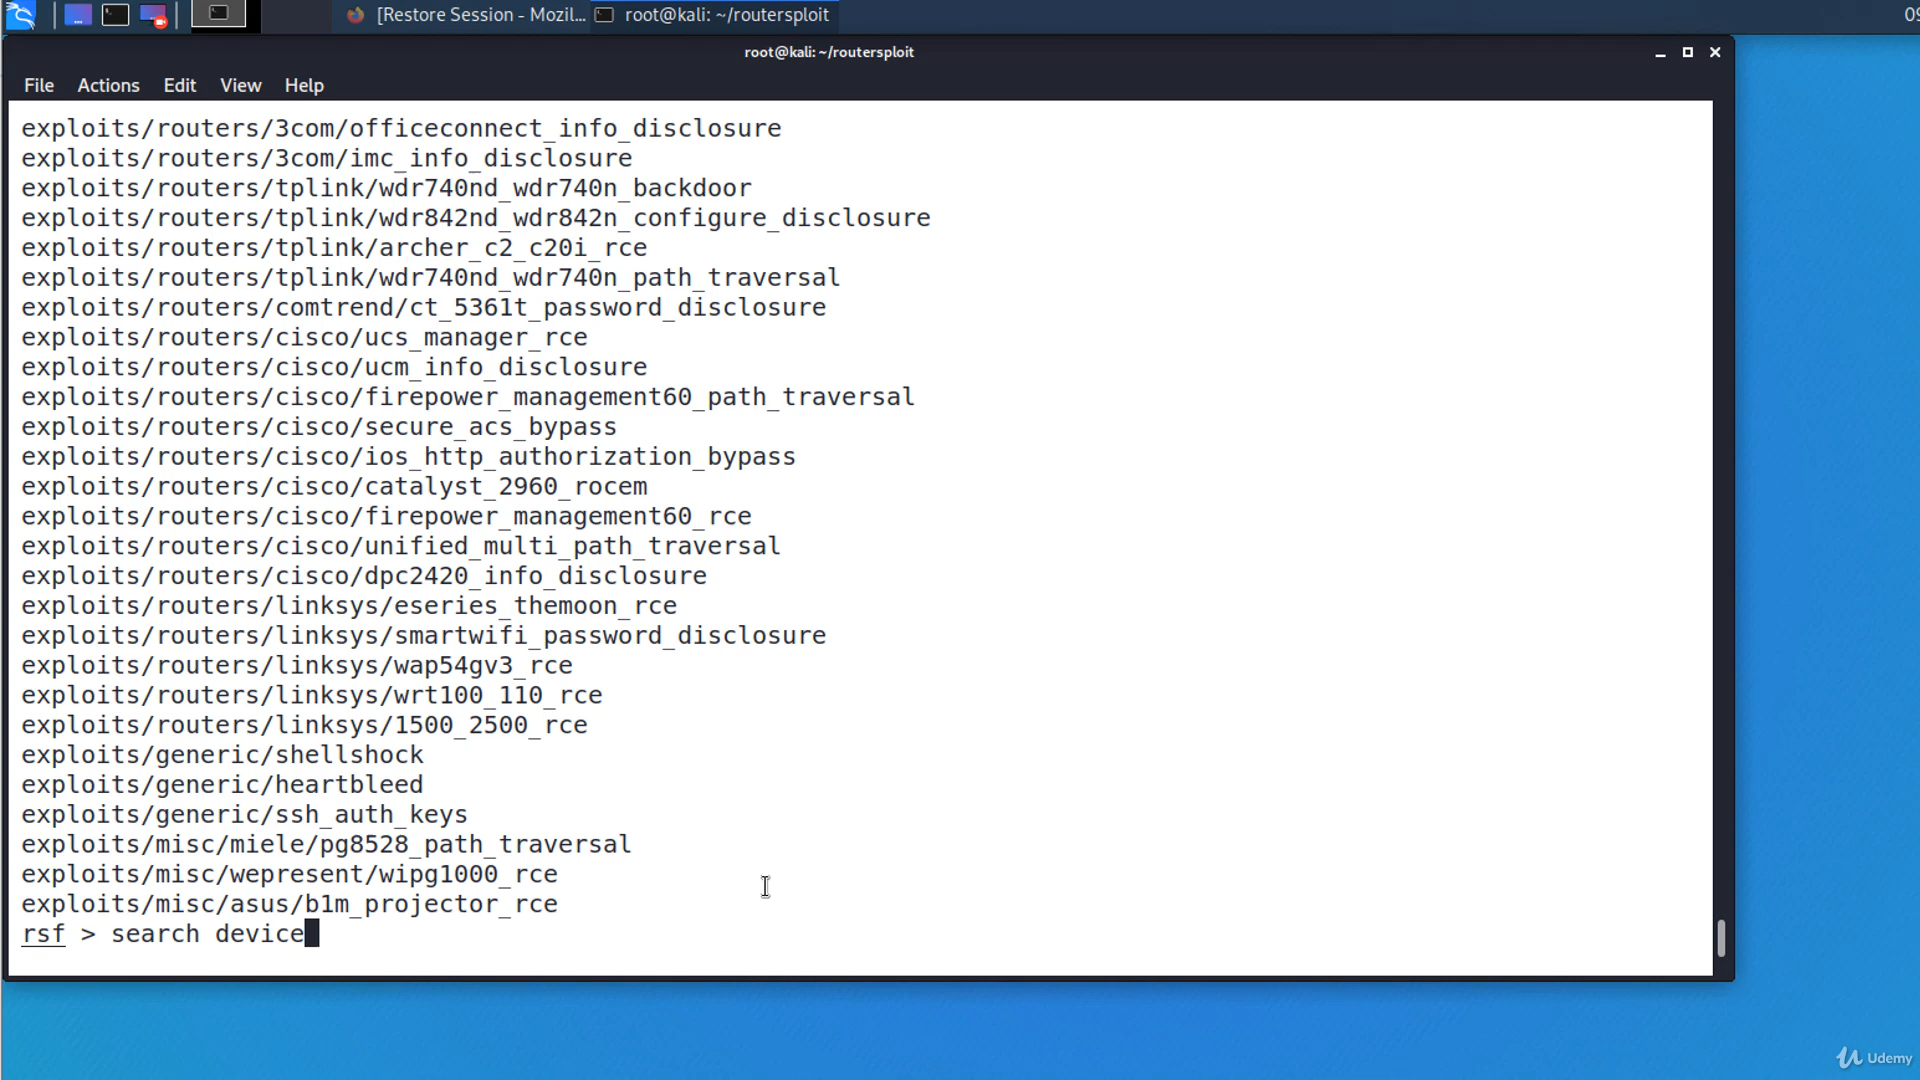 [Restore Session - Mozil...
root@kali: ~/routersploit
09
root@kali: ~/routersploit
File Actions Edit View Help
exploits/routers/3com/officeconnect_info_disclosure
exploits/routers/3com/imc_info_disclosure
exploits/routers/tplink/wdr740nd_wdr740n_backdoor
exploits/routers/tplink/wdr842nd_wdr842n_configure_disclosure
exploits/routers/tplink/archer_c2_c20i_rce
exploits/routers/tplink/wdr740nd_wdr740n_path_traversal
exploits/routers/comtrend/ct_5361t_password_disclosure
exploits/routers/cisco/ucs_manager_rce
exploits/routers/cisco/ucm_info_disclosure
exploits/routers/cisco/firepower_management60_path_traversal
exploits/routers/cisco/secure_acs_bypass
exploits/routers/cisco/ios_http_authorization_bypass
exploits/routers/cisco/catalyst_2960_rocem
exploits/routers/cisco/firepower_management60_rce
exploits/routers/cisco/unified_multi_path_traversal
exploits/routers/cisco/dpc2420_info_disclosure
exploits/routers/linksys/eseries_themoon_rce
exploits/routers/linksys/smartwifi_password_disclosure
exploits/routers/linksys/wap54gv3_rce
exploits/routers/linksys/wrt100_110_rce
exploits/routers/linksys/1500_2500_rce
exploits/generic/shellshock
exploits/generic/heartbleed
exploits/generic/ssh_auth_keys
exploits/misc/miele/pg8528_path_traversal
exploits/misc/wepresent/wipg1000_rce
exploits/misc/asus/b1m_projector_rce
rsf > search device
Udemy